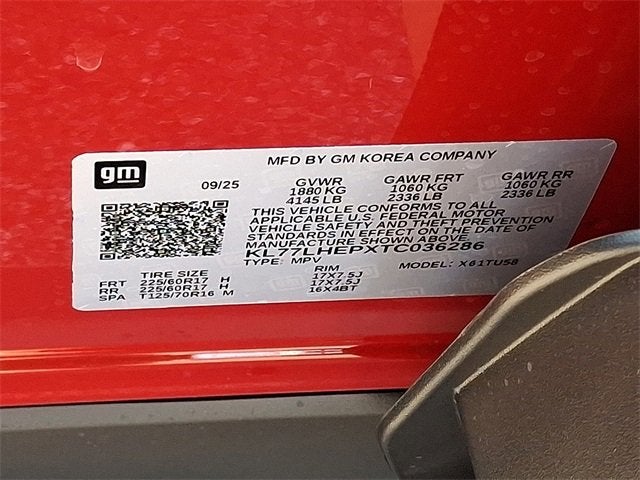 MFD BY GM KOREA COMPANY
gm
09/25 GVWR GAWR FRT GAWR RR
1880 KG 1060 KG 1060 KG
4145 LB 2336 LB 2336 LB
THIS VEHICLE CONFORMS TO ALL
APPLICABLE U.S. FEDERAL MOTOR
VEHICLE SAFETY AND THEFT PREVENTION
STANDARDS IN EFFECT ON THE DATE OF
MANUFACTURE SHOWN ABOVE.
KL77LHEPXTC036286
TYPE: MPV MODEL: X61TU58
TIRE SIZE RIM
FRT 225/60R17 H 17X7.5J
RR 225/60R17 H 17X7.5J
SPA T125/70R16 M 16X4BT